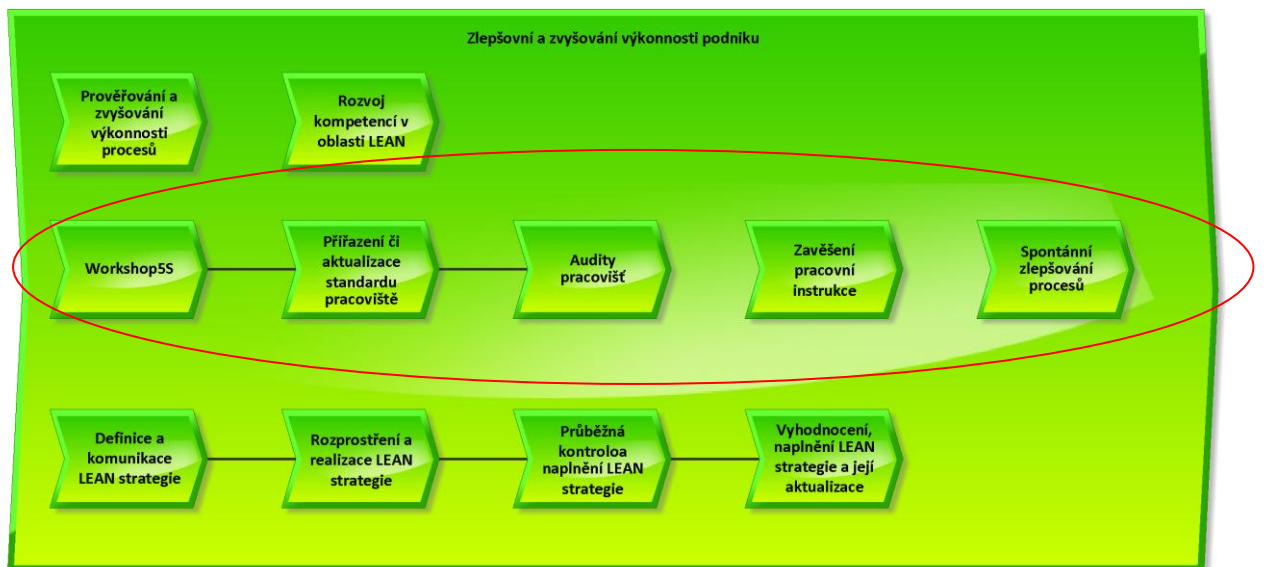 Zlepšovní a zvyšování výkonnosti podniku
Prověřování a
zvyšování
výkonnosti
procesů
Rozvoj
kompetencí v
oblasti LEAN
Workshop5S
Přiřazení či
aktualizace
standardu
pracoviště
Audity
pracovišť
Zavěšení
pracovní
instrukce
Spontánní
zlepšování
procesů
Definice a
komunikace
LEAN strategie
Rozprostření a
realizace LEAN
strategie
Průběžná
kontroloa
naplnění LEAN
strategie
Vyhodnocení,
naplnění LEAN
strategie a její
aktualizace